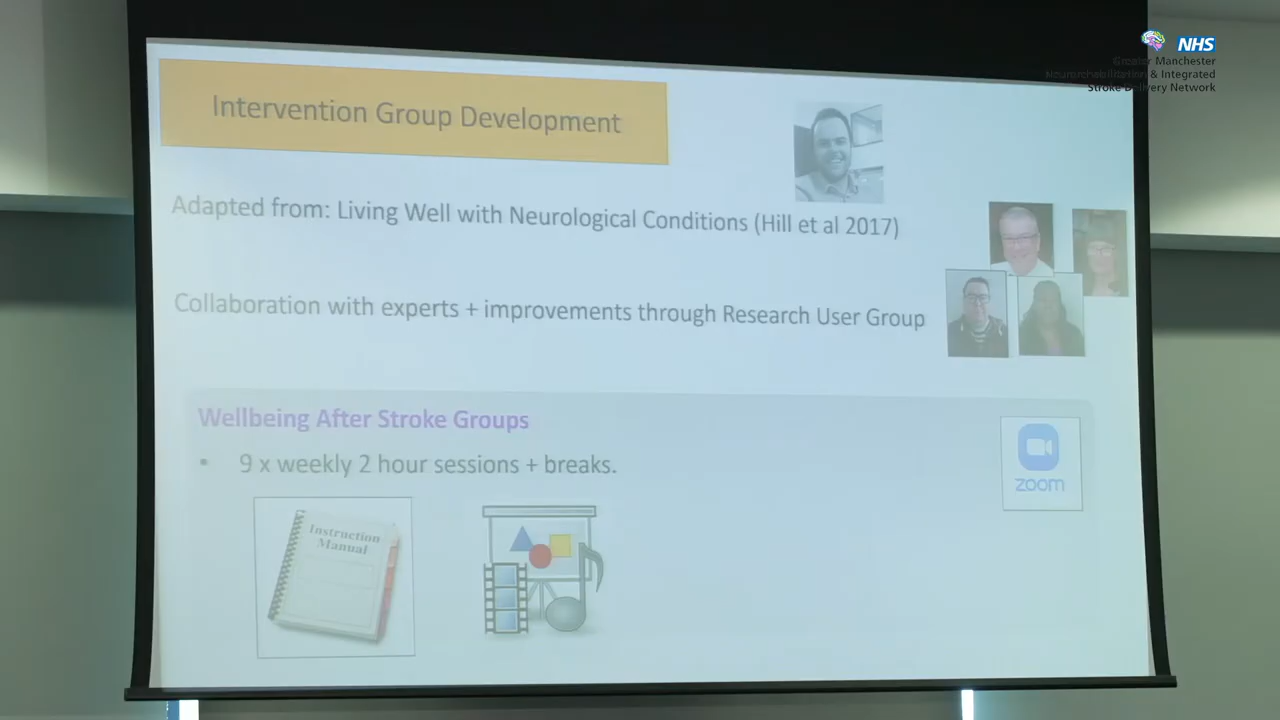 NHS
Greater Manchester
Neurorehabilitation & Integrated
Stroke Delivery Network
Intervention Group Development
Adapted from: Living Well with Neurological Conditions (Hill et al 2017)
Collaboration with experts + improvements through Research User Group
Wellbeing After Stroke Groups
• 9 x weekly 2 hour sessions + breaks.
zoom
Instruction
Manual